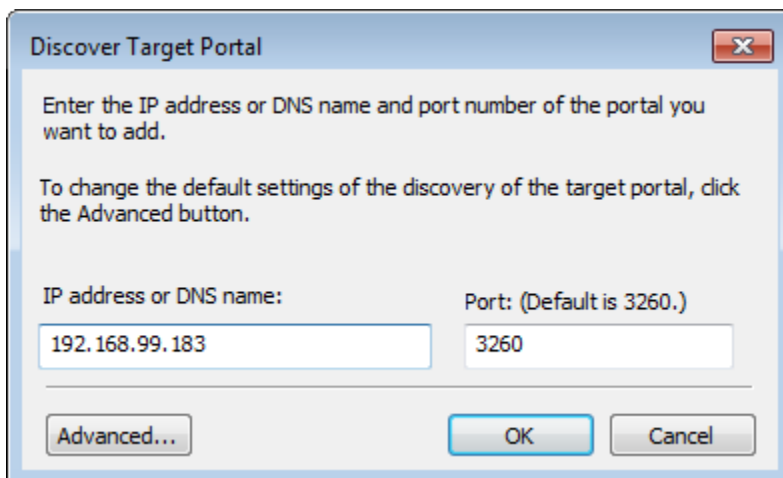 Discover Target Portal
Enter the IP address or DNS name and port number of the portal you
want to add.
To change the default settings of the discovery of the target portal, click
the Advanced button.
IP address or DNS name:
Port: (Default is 3260.)
192.168.99.183
3260
Advanced...
OK
Cancel